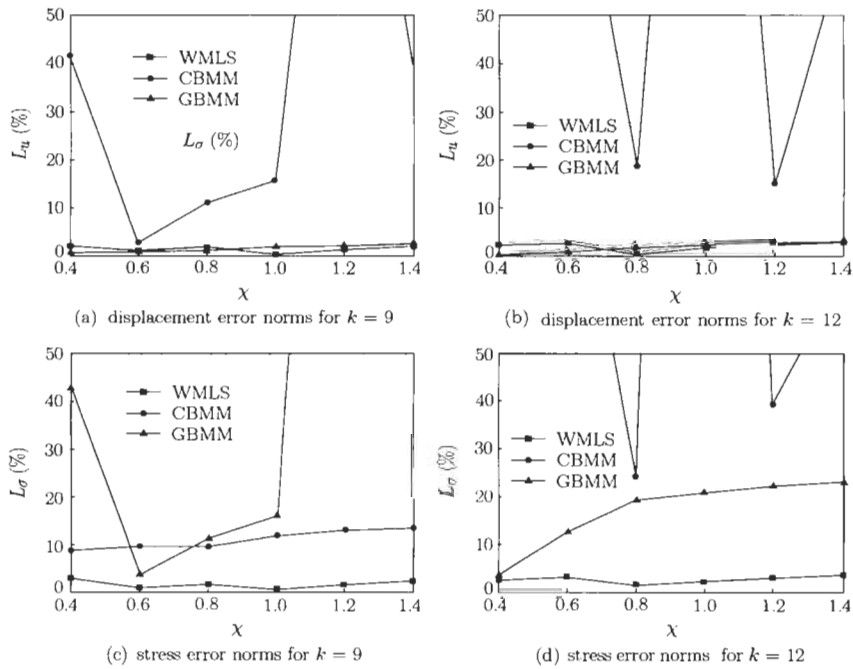 50
40
30
20
10
0
L_u (%)
WMLS
CBMM
GBMM
L_σ (%)
0.4 0.6 0.8 1.0 1.2 1.4
χ
(a) displacement error norms for k = 9
50
40
30
20
10
0
L_u (%)
WMLS
CBMM
GBMM
0.4 0.6 0.8 1.0 1.2 1.4
χ
(b) displacement error norms for k = 12
50
40
30
20
10
0
L_σ (%)
WMLS
CBMM
GBMM
0.4 0.6 0.8 1.0 1.2 1.4
χ
(c) stress error norms for k = 9
50
40
30
20
10
0
L_σ (%)
WMLS
CBMM
GBMM
0.4 0.6 0.8 1.0 1.2 1.4
χ
(d) stress error norms for k = 12